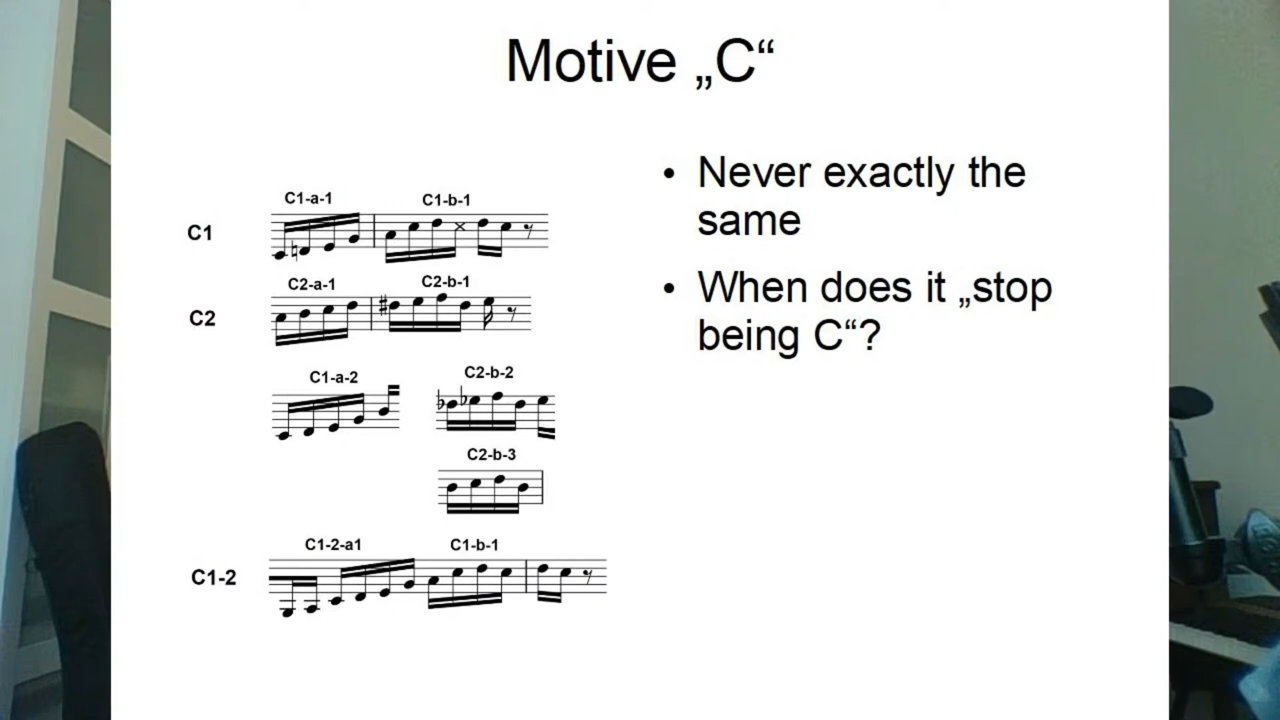 Motive „C“
C1-a-1
C1-b-1
C1
C2-a-1
C2-b-1
C2
C1-a-2
C2-b-2
C2-b-3
C1-2-a1
C1-b-1
C1-2
• Never exactly the
same
• When does it „stop
being C“?